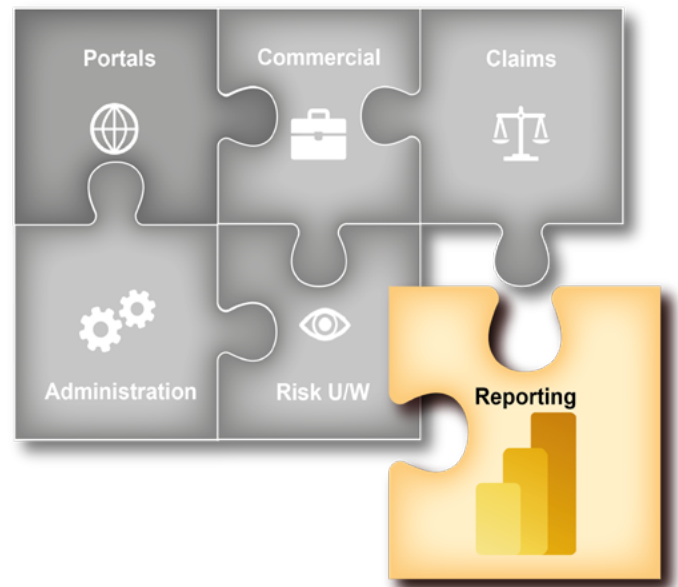 Portals
Commercial
Claims
Administration
Risk U/W
Reporting